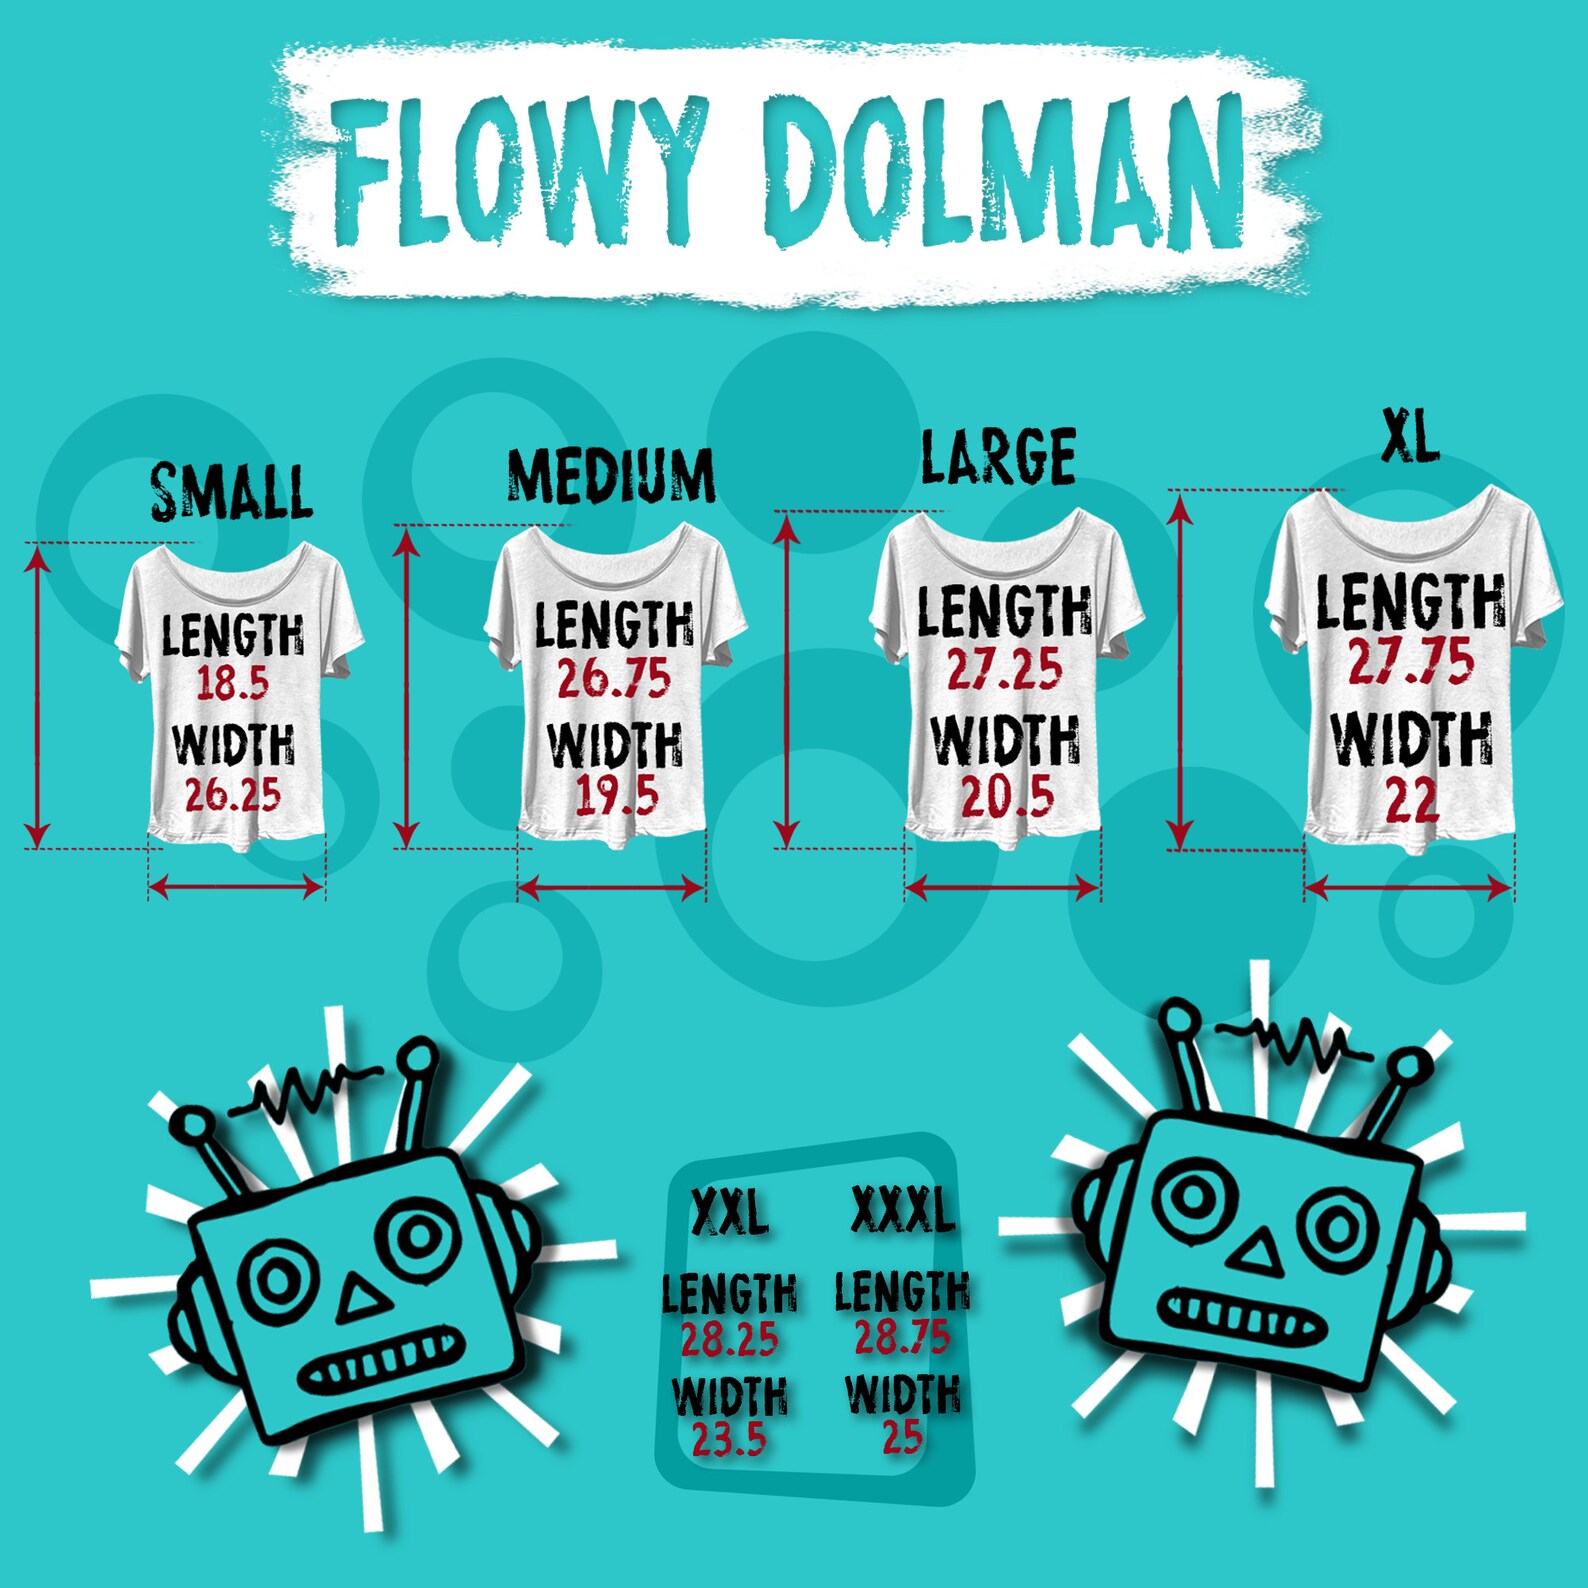 FLOWY DOLMAN
SMALL
LENGTH
18.5
WIDTH
26.25
MEDIUM
LENGTH
26.75
WIDTH
19.5
LARGE
LENGTH
27.25
WIDTH
20.5
XL
LENGTH
27.75
WIDTH
22
XXL
LENGTH
28.25
WIDTH
23.5
XXXL
LENGTH
28.75
WIDTH
25